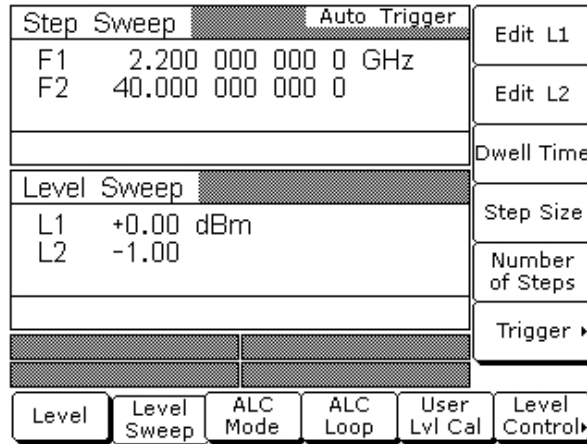 Step Sweep Auto Trigger
F1 2.200 000 000 0 GHz
F2 40.000 000 000 0
Level Sweep
L1 +0.00 dBm
L2 -1.00
Edit L1
Edit L2
Dwell Time
Step Size
Number
of Steps
Trigger
Level
Level
Sweep
ALC
Mode
ALC
Loop
User
Lvl Cal
Level
Control